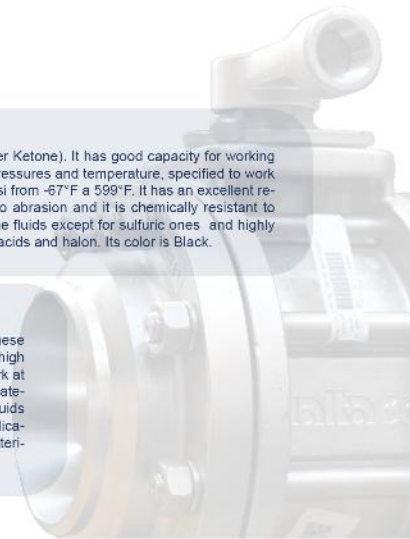 er Ketone). It has good capacity for working
essures and temperature, specified to work
si from -67°F a 599°F. It has an excellent re-
o abrasion and it is chemically resistant to
e fluids except for sulfuric ones and highly
acids and halon. Its color is Black.
nese
high
rk at
ate-
uids
lica-
teri-